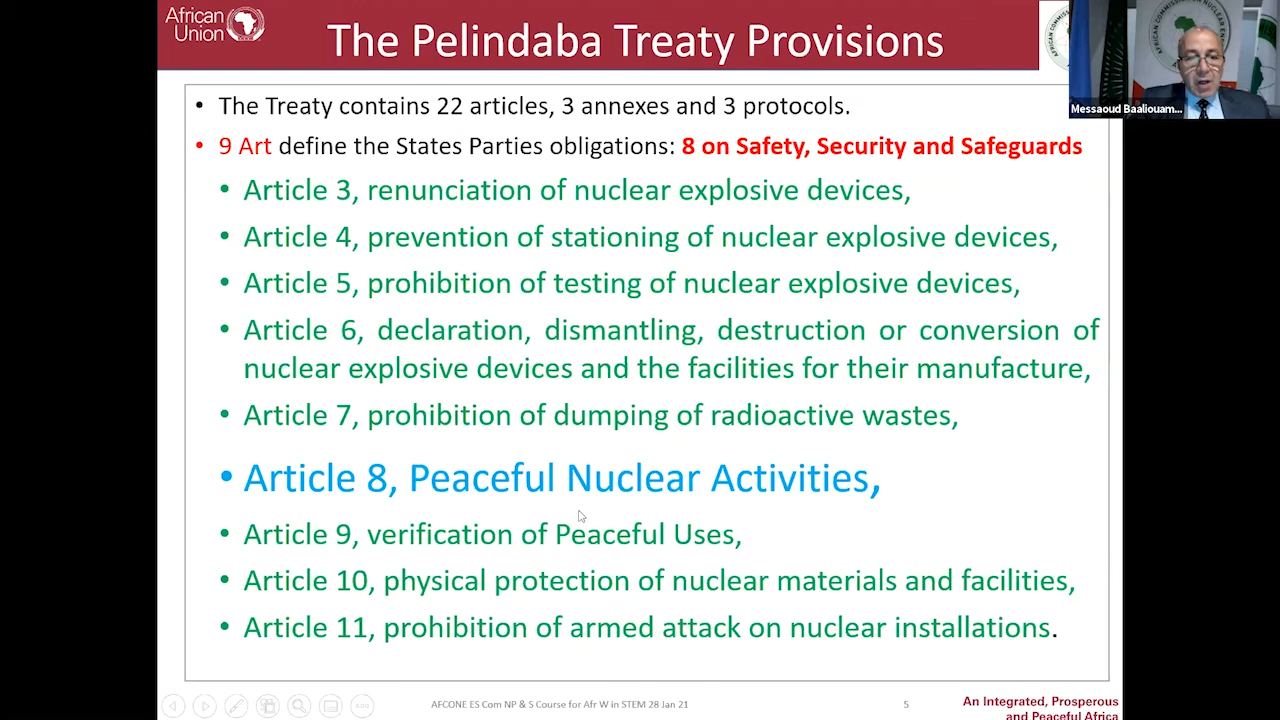 African
Union
The Pelindaba Treaty Provisions
Messaoud Baaliouam...
• The Treaty contains 22 articles, 3 annexes and 3 protocols.
• 9 Art define the States Parties obligations: 8 on Safety, Security and Safeguards
• Article 3, renunciation of nuclear explosive devices,
• Article 4, prevention of stationing of nuclear explosive devices,
• Article 5, prohibition of testing of nuclear explosive devices,
• Article 6, declaration, dismantling, destruction or conversion of
nuclear explosive devices and the facilities for their manufacture,
• Article 7, prohibition of dumping of radioactive wastes,
• Article 8, Peaceful Nuclear Activities,
• Article 9, verification of Peaceful Uses,
• Article 10, physical protection of nuclear materials and facilities,
• Article 11, prohibition of armed attack on nuclear installations.
AFCONE ES Com NP & S Course for Afr W in STEM 28 Jan 21
5
An Integrated, Prosperous
and Peaceful Africa